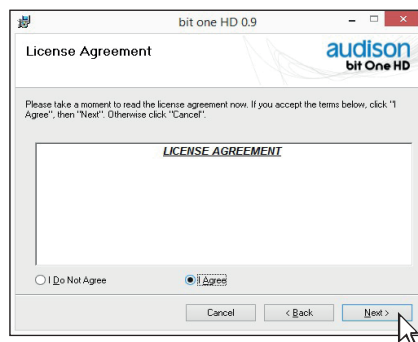 bit one HD 0.9
License Agreement
audison
bit One HD
Please take a moment to read the license agreement now. If you accept the terms below, click "I
Agree", then "Next". Otherwise click "Cancel".
LICENSE AGREEMENT
I Do Not Agree
I Agree
Cancel
< Back
Next >